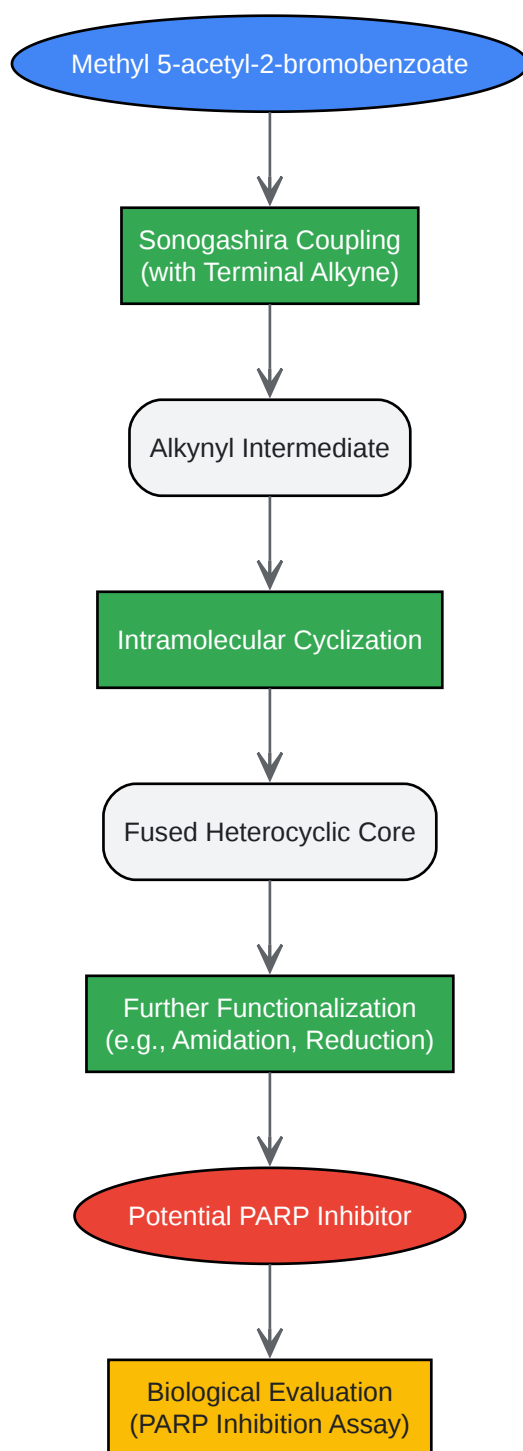 Methyl 5-acetyl-2-bromobenzoate
Sonogashira Coupling
(with Terminal Alkyne)
Alkynyl Intermediate
Intramolecular Cyclization
Fused Heterocyclic Core
Further Functionalization
(e.g., Amidation, Reduction)
Potential PARP Inhibitor
Biological Evaluation
(PARP Inhibition Assay)